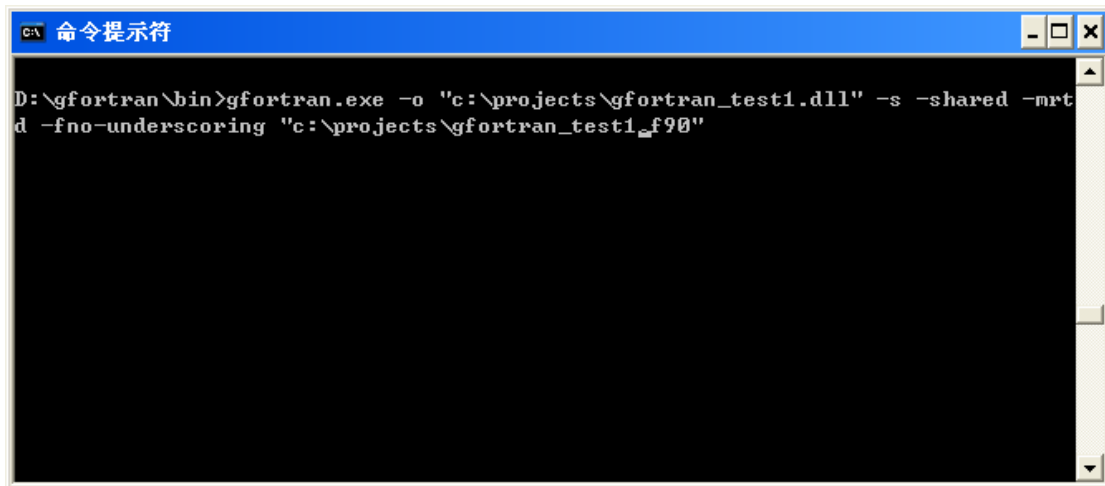 命令提示符
D:\gfortran\bin>gfortran.exe -o "c:\projects\gfortran_test1.dll" -s -shared -mrt
d -fno-underscoring "c:\projects\gfortran_test1.f90"